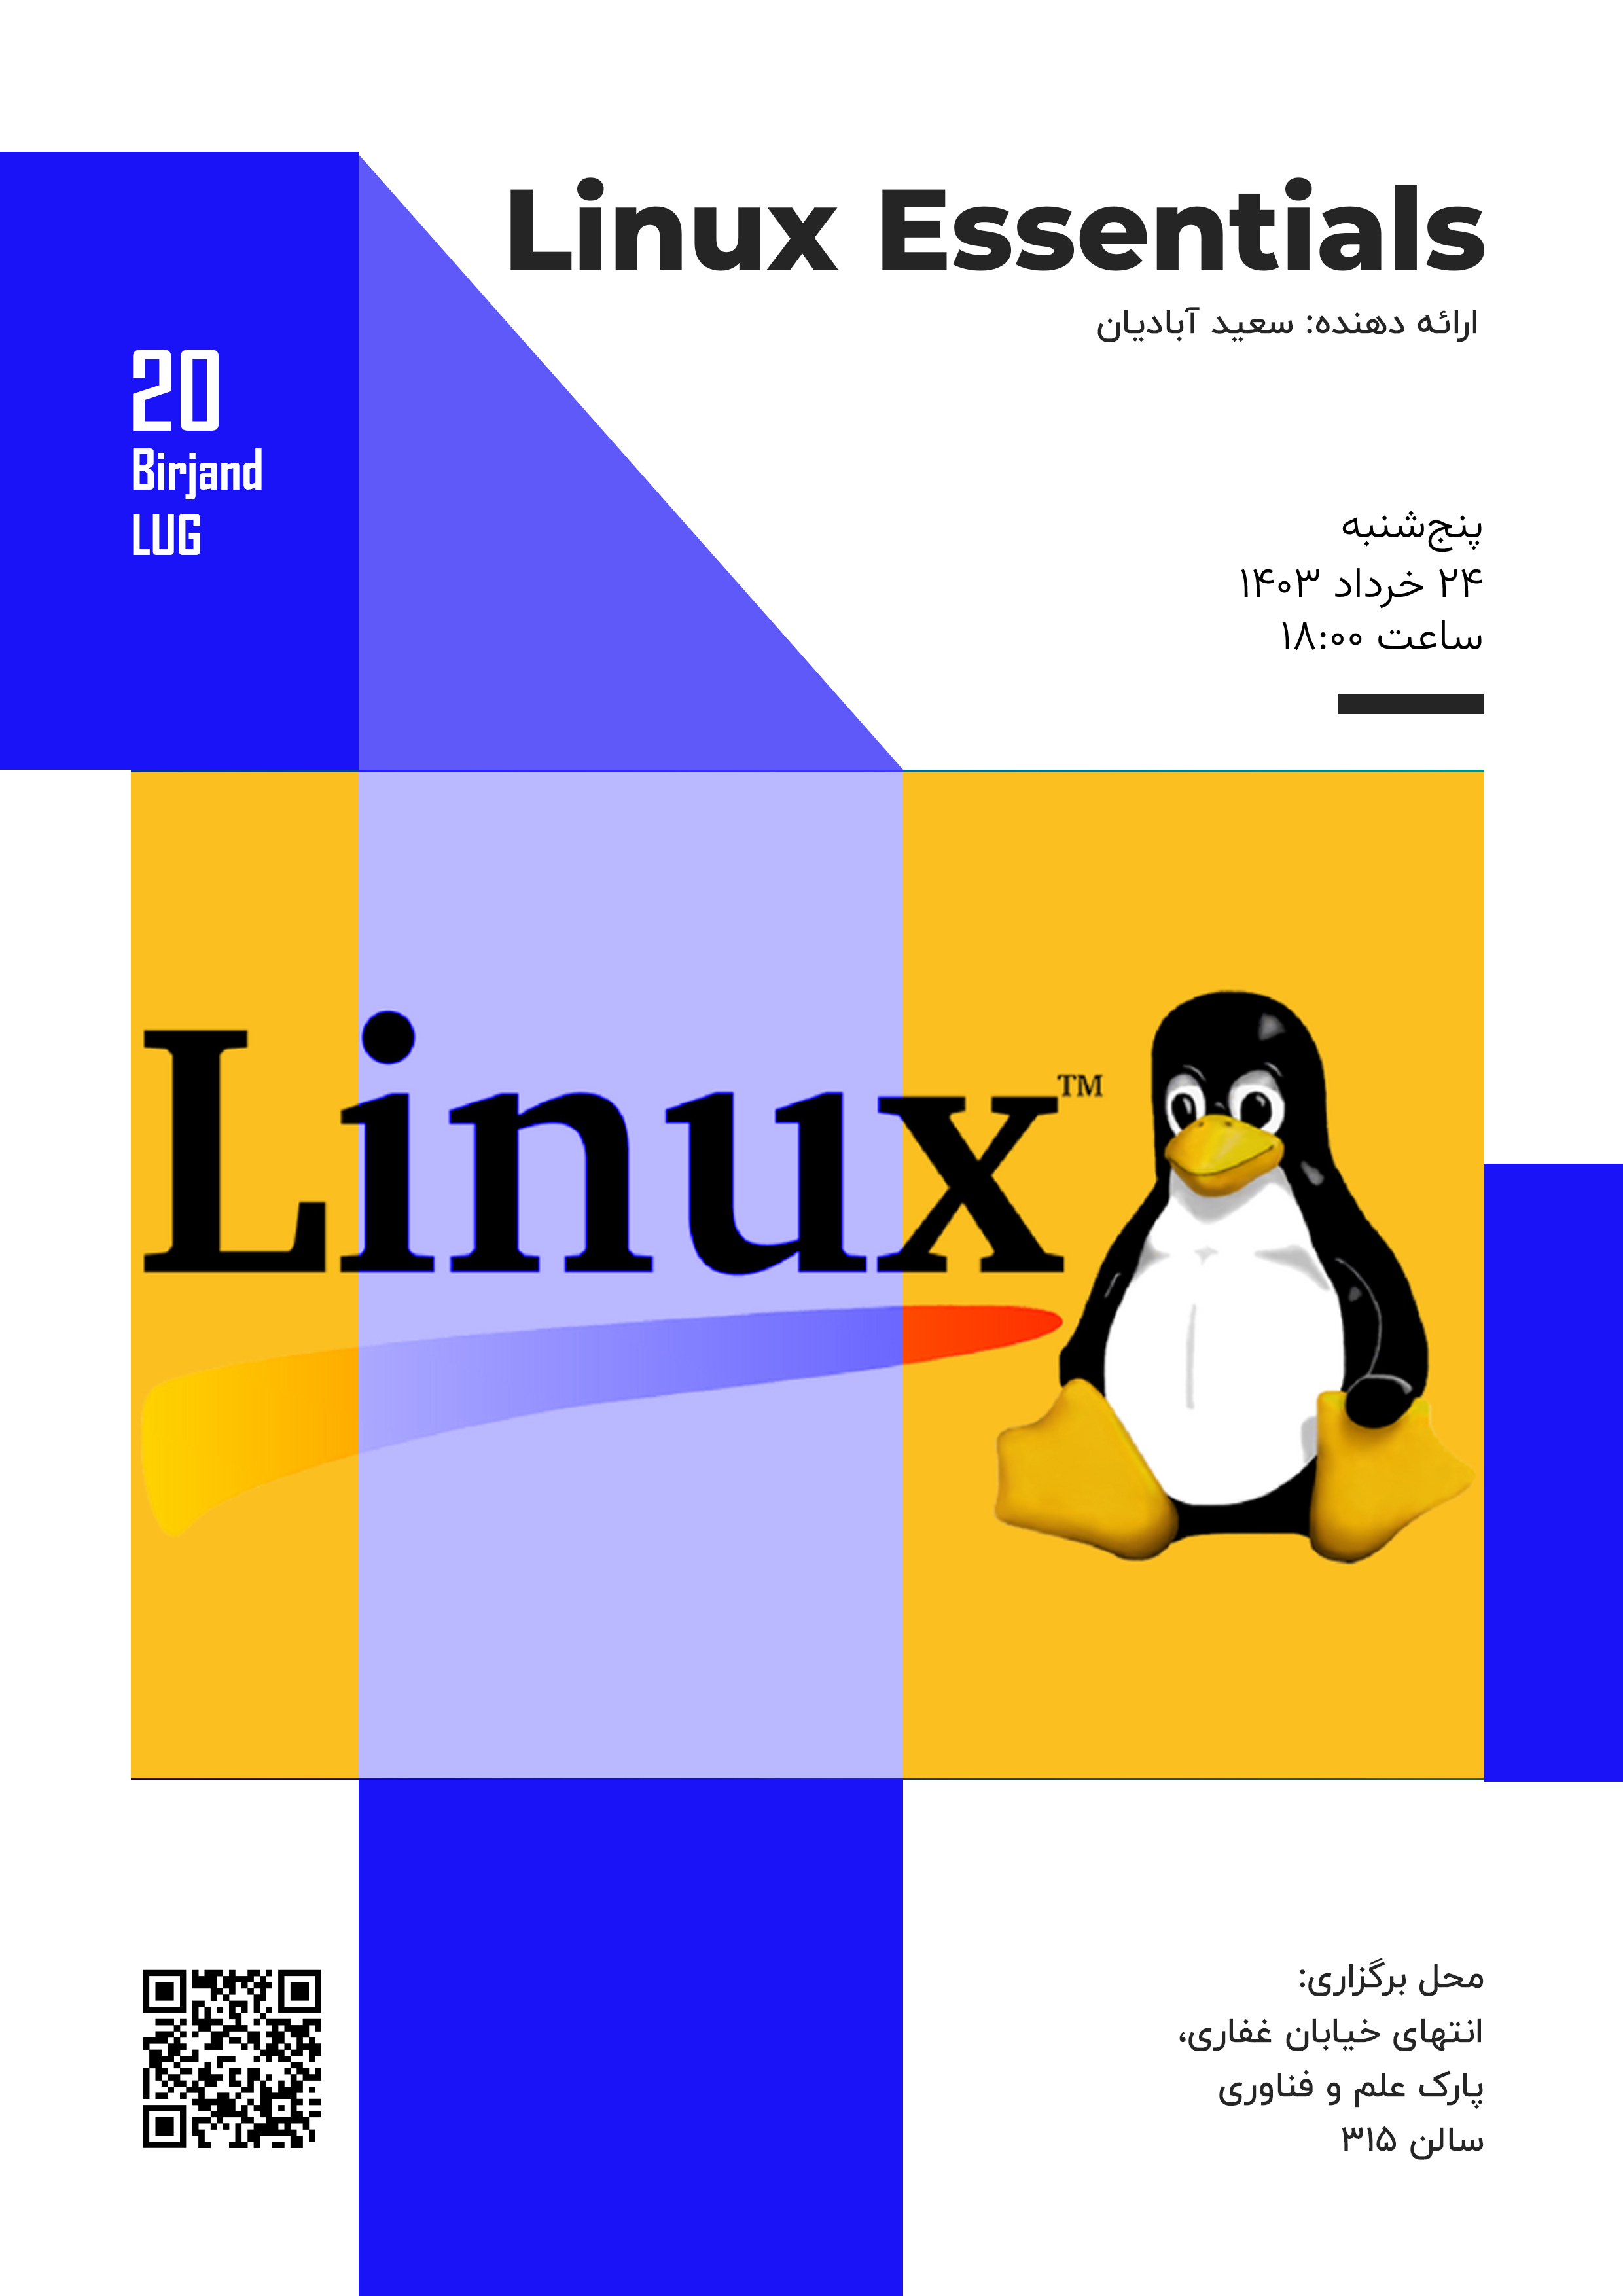 Linux Essentials
ارائه دهنده: سعید آبادیان
20
Birjand
LUG
پنج‌شنبه
۲۴ خرداد ۱۴۰۳
ساعت ۱۸:۰۰
Linux™
محل برگزاری:
انتهای خیابان غفاری،
پارک علم و فناوری
سالن ۳۱۵